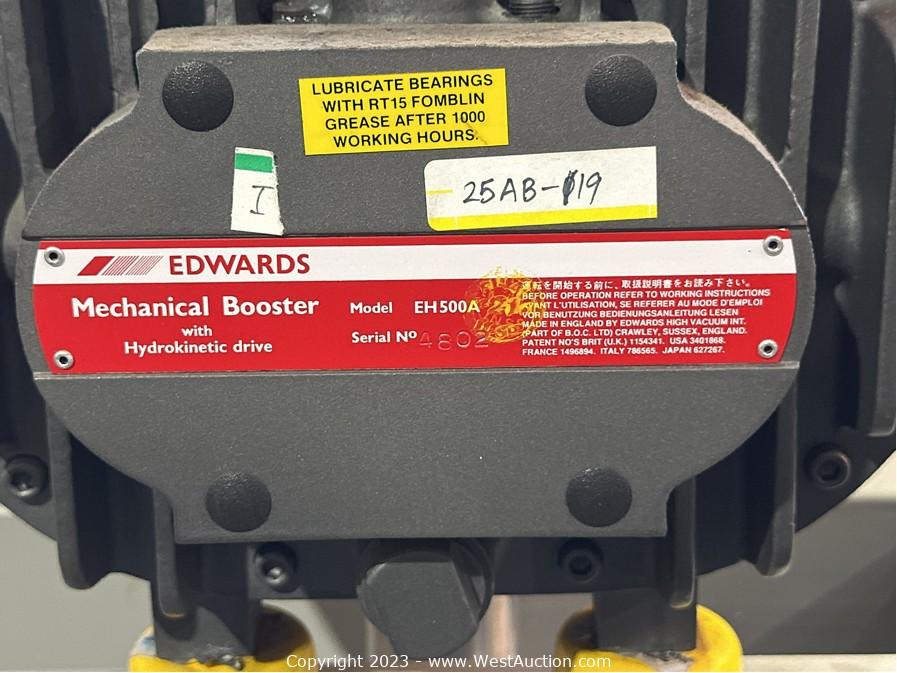 LUBRICATE BEARINGS
WITH RT15 FOMBLIN
GREASE AFTER 1000
WORKING HOURS.
I
25AB-119
EDWARDS
Mechanical Booster
with
Hydrokinetic drive
Model EH500A
Serial Nº 4802
運転を開始する前に、取扱説明書をお読み下さい。
BEFORE OPERATION REFER TO WORKING INSTRUCTIONS
AVANT L'UTILISATION, SE REFERER AU MODE D'EMPLOI
VOR BENUTZUNG BEDIENUNGSANLEITUNG LESEN
MADE IN ENGLAND BY EDWARDS HIGH VACUUM INT.
(PART OF B.O.C. LTD) CRAWLEY, SUSSEX, ENGLAND.
PATENT NO'S BRIT (U.K.) 1154341. USA 3401868.
FRANCE 1496894. ITALY 786565. JAPAN 627267.
Copyright 2023 - www.WestAuction.com